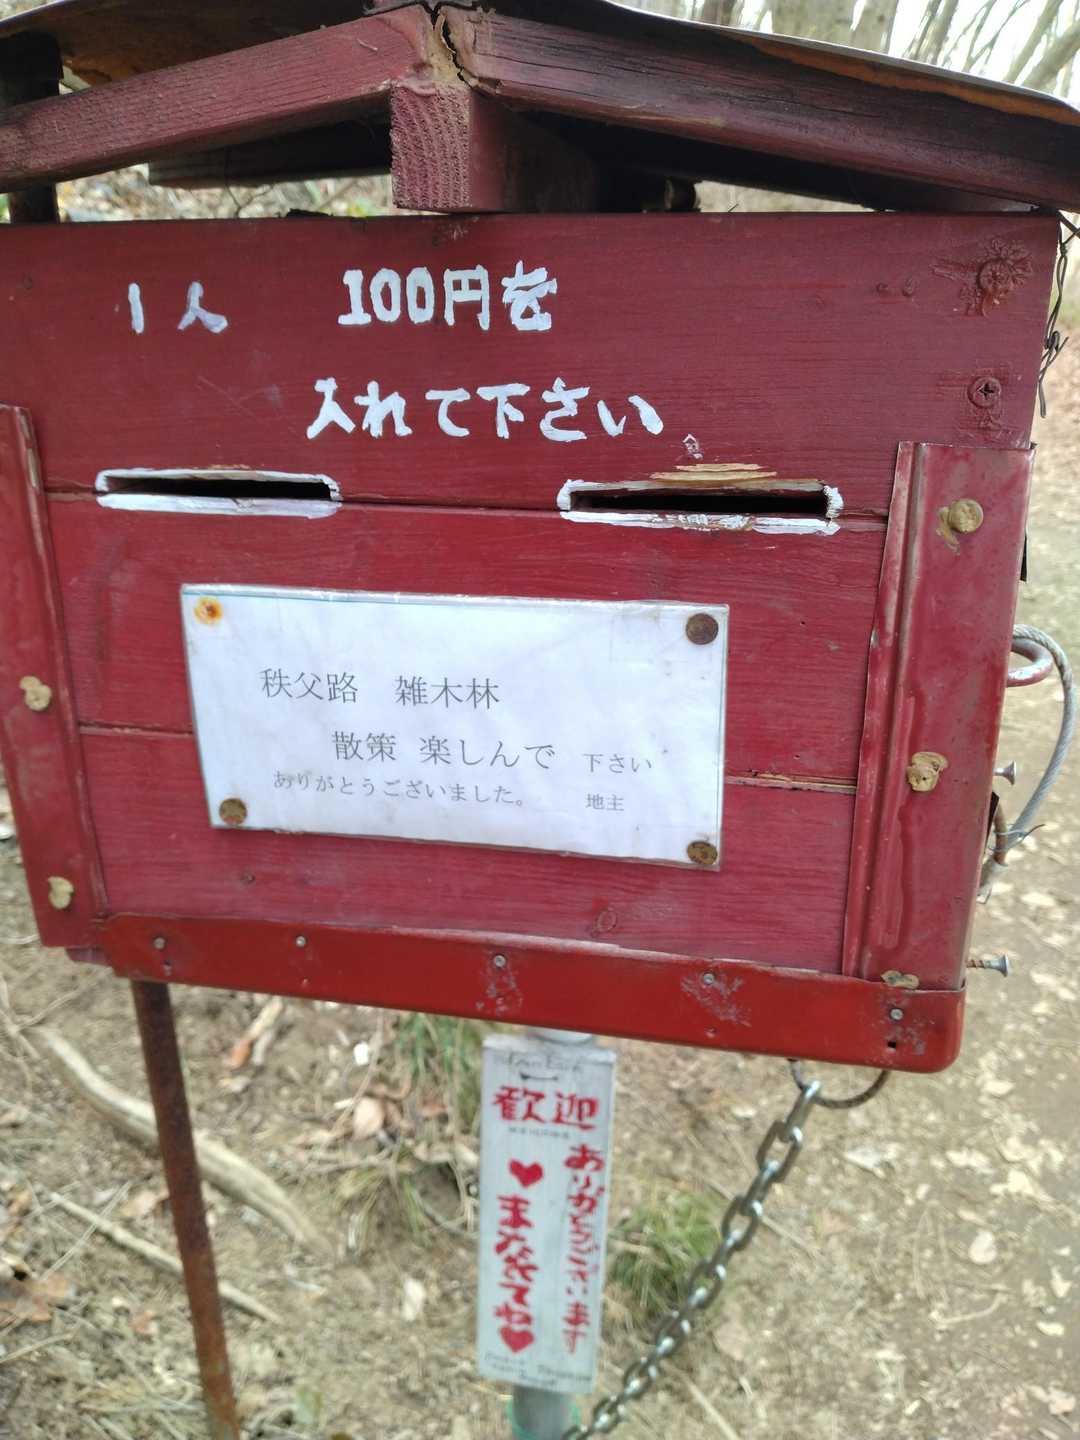 1人　100円を
入れて下さい
秩父路　雑木林
散策　楽しんで　下さい
ありがとうございました。　地主
歓迎
ありがとうございます
♥またきてね♥